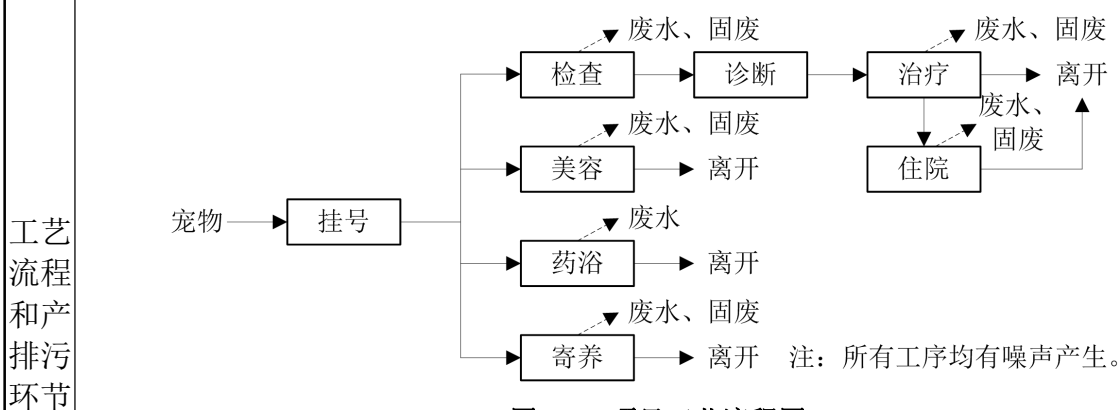 工艺
流程
和产
排污
环节
废水、固废
废水、固废
检查
诊断
治疗
离开
废水、
固废
废水、固废
美容
离开
住院
宠物
挂号
废水
药浴
离开
废水、固废
寄养
离开
注：所有工序均有噪声产生。